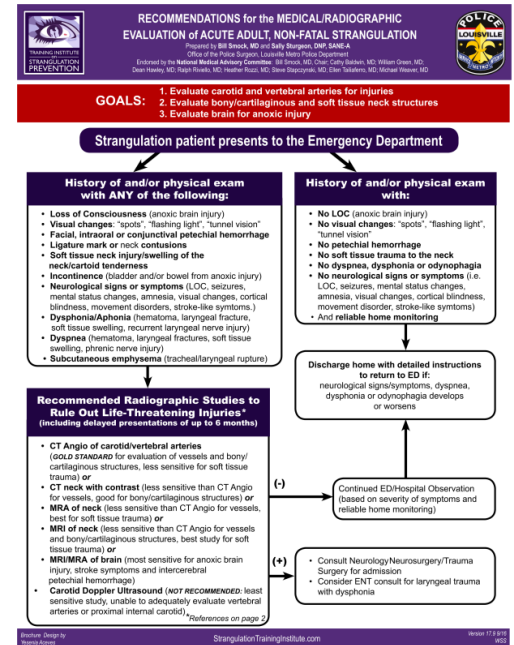 TRAINING INSTITUTE
STRANGULATION
PREVENTION
RECOMMENDATIONS for the MEDICAL/RADIOGRAPHIC
EVALUATION of ACUTE ADULT, NON-FATAL STRANGULATION
Prepared by Bill Smock, MD and Sally Sturgeon, DNP, SANE-A
Office of the Police Surgeon, Louisville Metro Police Department
Endorsed by the National Medical Advisory Committee: Bill Smock, MD, Chair; Cathy Baldwin, MD; William Green, MD;
Dean Hawley, MD; Ralph Riviello, MD; Heather Rozzi, MD; Steve Stapczynski, MD; Ellen Taliaferro, MD; Michael Weaver, MD
POLICE
LOUISVILLE
METRO
GOALS:
1. Evaluate carotid and vertebral arteries for injuries
2. Evaluate bony/cartilaginous and soft tissue neck structures
3. Evaluate brain for anoxic injury
Strangulation patient presents to the Emergency Department
History of and/or physical exam
with ANY of the following:
• Loss of Consciousness (anoxic brain injury)
• Visual changes: “spots”, “flashing light”, “tunnel vision”
• Facial, intraoral or conjunctival petechial hemorrhage
• Ligature mark or neck contusions
• Soft tissue neck injury/swelling of the
neck/cartoid tenderness
• Incontinence (bladder and/or bowel from anoxic injury)
• Neurological signs or symptoms (LOC, seizures,
mental status changes, amnesia, visual changes, cortical
blindness, movement disorders, stroke-like symtoms.)
• Dysphonia/Aphonia (hematoma, laryngeal fracture,
soft tissue swelling, recurrent laryngeal nerve injury)
• Dyspnea (hematoma, laryngeal fractures, soft tissue
swelling, phrenic nerve injury)
• Subcutaneous emphysema (tracheal/laryngeal rupture)
History of and/or physical exam
with:
• No LOC (anoxic brain injury)
• No visual changes: “spots”, “flashing light”,
“tunnel vision”
• No petechial hemorrhage
• No soft tissue trauma to the neck
• No dyspnea, dysphonia or odynophagia
• No neurological signs or symptoms (i.e.
LOC, seizures, mental status changes,
amnesia, visual changes, cortical blindness,
movement disorder, stroke-like symptoms)
• And reliable home monitoring
Discharge home with detailed instructions
to return to ED if:
neurological signs/symptoms, dyspnea,
dysphonia or odynophagia develops
or worsens
Recommended Radiographic Studies to
Rule Out Life-Threatening Injuries*
(including delayed presentations of up to 6 months)
• CT Angio of carotid/vertebral arteries
(GOLD STANDARD for evaluation of vessels and bony/
cartilaginous structures, less sensitive for soft tissue
trauma) or
• CT neck with contrast (less sensitive than CT Angio
for vessels, good for bony/cartilaginous structures) or
• MRA of neck (less sensitive than CT Angio for vessels,
best for soft tissue trauma) or
• MRI of neck (less sensitive than CT Angio for vessels
and bony/cartilaginous structures, best study for soft
tissue trauma) or
• MRI/MRA of brain (most sensitive for anoxic brain
injury, stroke symptoms and intercerebral
petechial hemorrhage)
• Carotid Doppler Ultrasound (NOT RECOMMENDED: least
sensitive study, unable to adequately evaluate vertebral
arteries or proximal internal carotid)
*References on page 2
(-)
Continued ED/Hospital Observation
(based on severity of symptoms and
reliable home monitoring)
(+)
• Consult NeurologyNeurosurgery/Trauma
Surgery for admission
• Consider ENT consult for laryngeal trauma
with dysphonia
Brochure Design by
Yesenia Aceves
StrangulationTrainingInstitute.com
Version 17.9 9/16
WSS